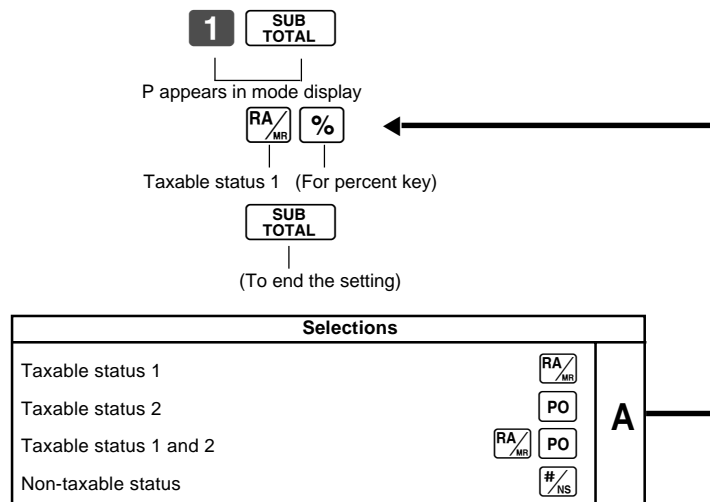 1 SUB TOTAL
P appears in mode display
RA/MR %
Taxable status 1 (For percent key)
SUB TOTAL
(To end the setting)
Selections
Taxable status 1 RA/MR
Taxable status 2 PO
Taxable status 1 and 2 RA/MR PO
Non-taxable status #/NS
A